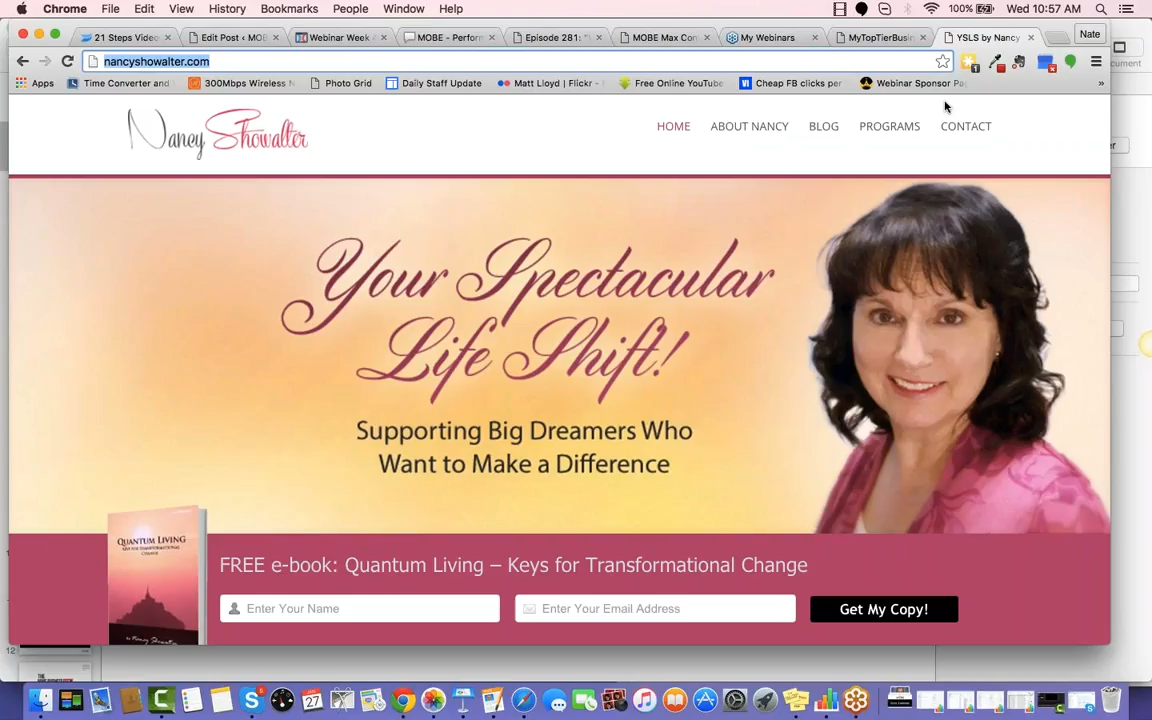 Chrome File Edit View History Bookmarks People Window Help 100% Wed 10:57 AM
21 Steps Video Edit Post ‹ MOB Webinar Week MOBE - Perform Episode 281: " MOBE Max Con My Webinars MyTopTierBusi YSLS by Nancy Nate
nancyshowalter.com
Apps Time Converter and 300Mbps Wireless N Photo Grid Daily Staff Update Matt Lloyd | Flickr - Free Online YouTube Cheap FB clicks per Webinar Sponsor Pa »
Nancy Showalter
HOME ABOUT NANCY BLOG PROGRAMS CONTACT
Your Spectacular
Life Shift!
Supporting Big Dreamers Who
Want to Make a Difference
QUANTUM LIVING
FREE e-book: Quantum Living – Keys for Transformational Change
Enter Your Name Enter Your Email Address Get My Copy!
12
JAN
27